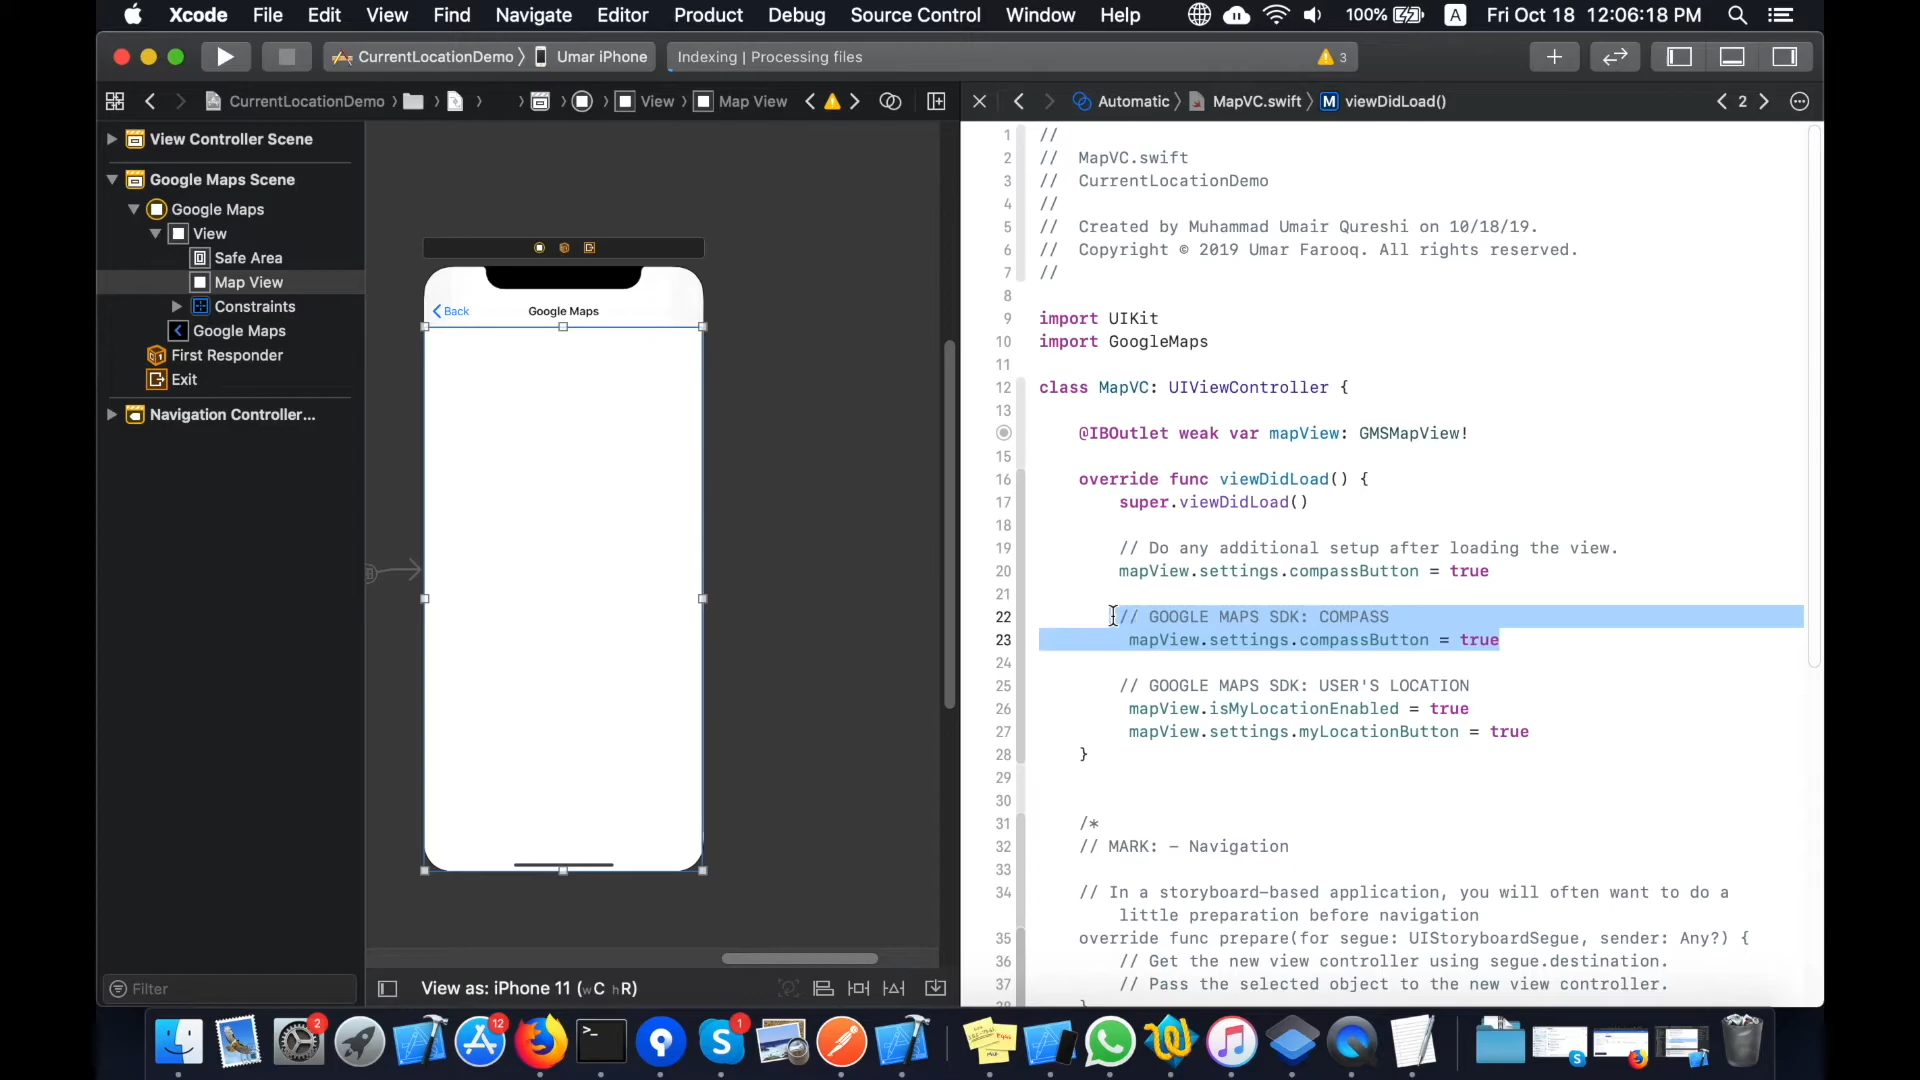 Xcode File Edit View Find Navigate Editor Product Debug Source Control Window Help 100% A Fri Oct 18 12:06:18 PM
CurrentLocationDemo Umar iPhone Indexing | Processing files 3
CurrentLocationDemo View Map View Automatic MapVC.swift M viewDidLoad() 2
View Controller Scene
Google Maps Scene
Google Maps
View
Safe Area
Map View
Constraints
Google Maps
First Responder
Exit
Navigation Controller...
Filter
Back Google Maps
View as: iPhone 11 (wC hR)
1 //
2 // MapVC.swift
3 // CurrentLocationDemo
4 //
5 // Created by Muhammad Umair Qureshi on 10/18/19.
6 // Copyright © 2019 Umar Farooq. All rights reserved.
7 //
8
9 import UIKit
10 import GoogleMaps
11
12 class MapVC: UIViewController {
13
@IBOutlet weak var mapView: GMSMapView!
15
16 override func viewDidLoad() {
17 super.viewDidLoad()
18
19 // Do any additional setup after loading the view.
20 mapView.settings.compassButton = true
21
22 // GOOGLE MAPS SDK: COMPASS
23 mapView.settings.compassButton = true
24
25 // GOOGLE MAPS SDK: USER'S LOCATION
26 mapView.isMyLocationEnabled = true
27 mapView.settings.myLocationButton = true
28 }
29
30
31 /*
32 // MARK: - Navigation
33
34 // In a storyboard-based application, you will often want to do a
little preparation before navigation
35 override func prepare(for segue: UIStoryboardSegue, sender: Any?) {
36 // Get the new view controller using segue.destination.
37 // Pass the selected object to the new view controller.
2 12 1